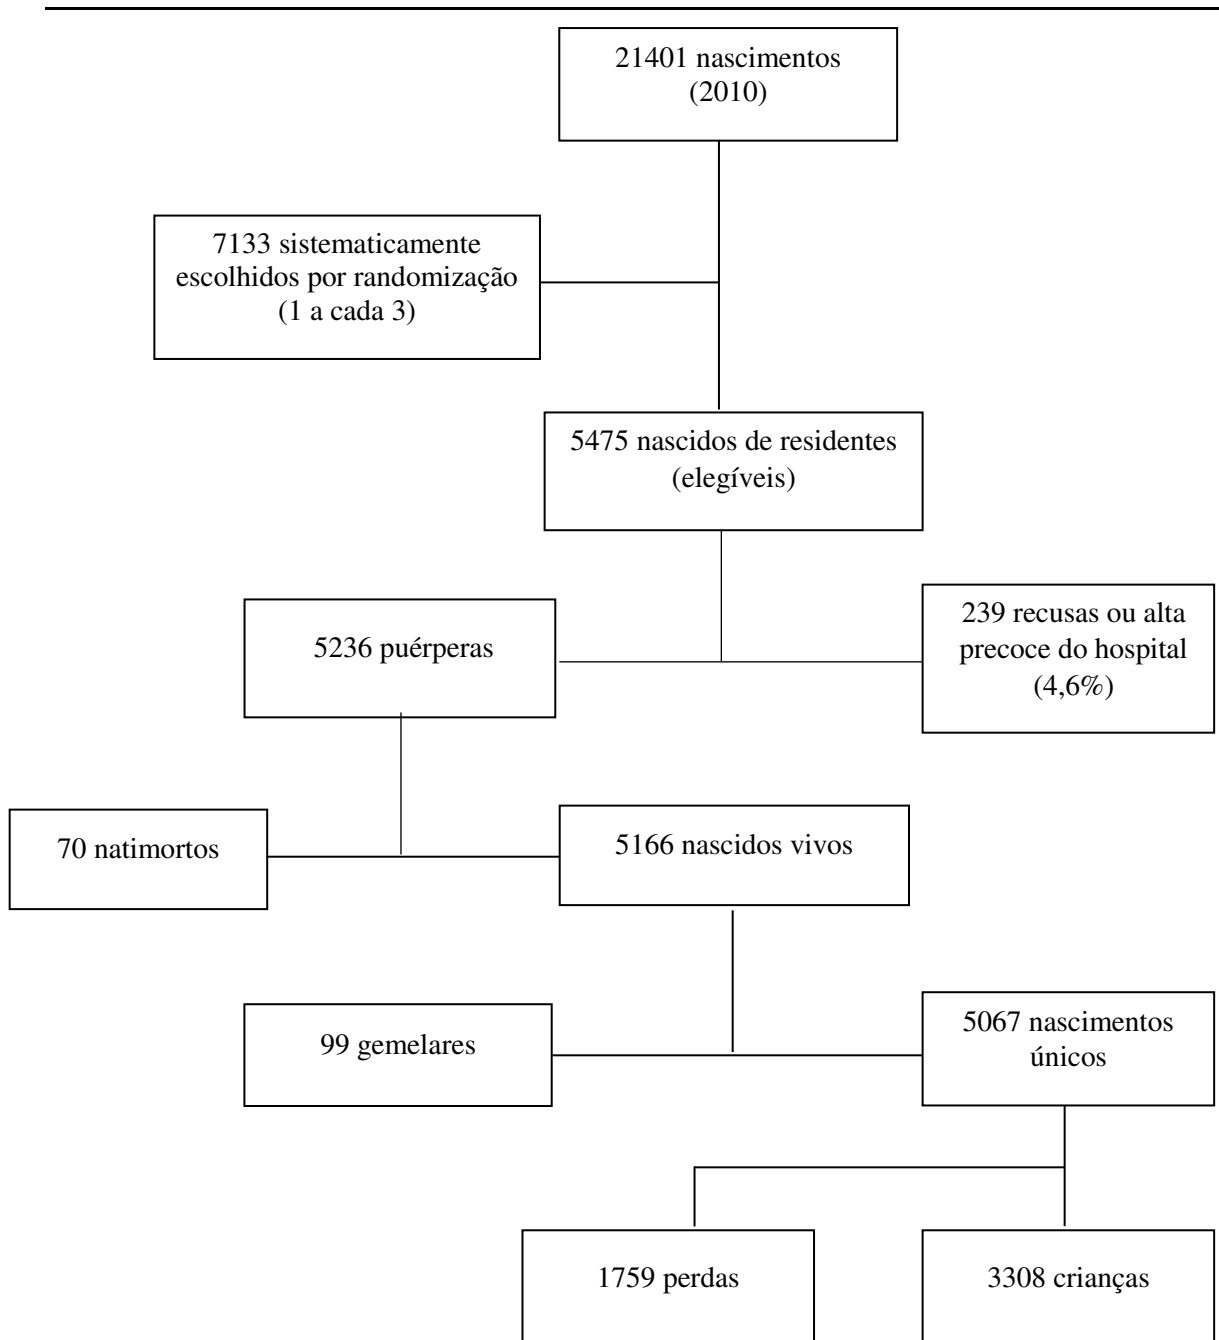 21401 nascimentos
(2010)
7133 sistematicamente
escolhidos por randomização
(1 a cada 3)
5475 nascidos de residentes
(elegíveis)
5236 puérperas
239 recusas ou alta
precoce do hospital
(4,6%)
70 natimortos
5166 nascidos vivos
99 gemelares
5067 nascimentos
únicos
1759 perdas
3308 crianças